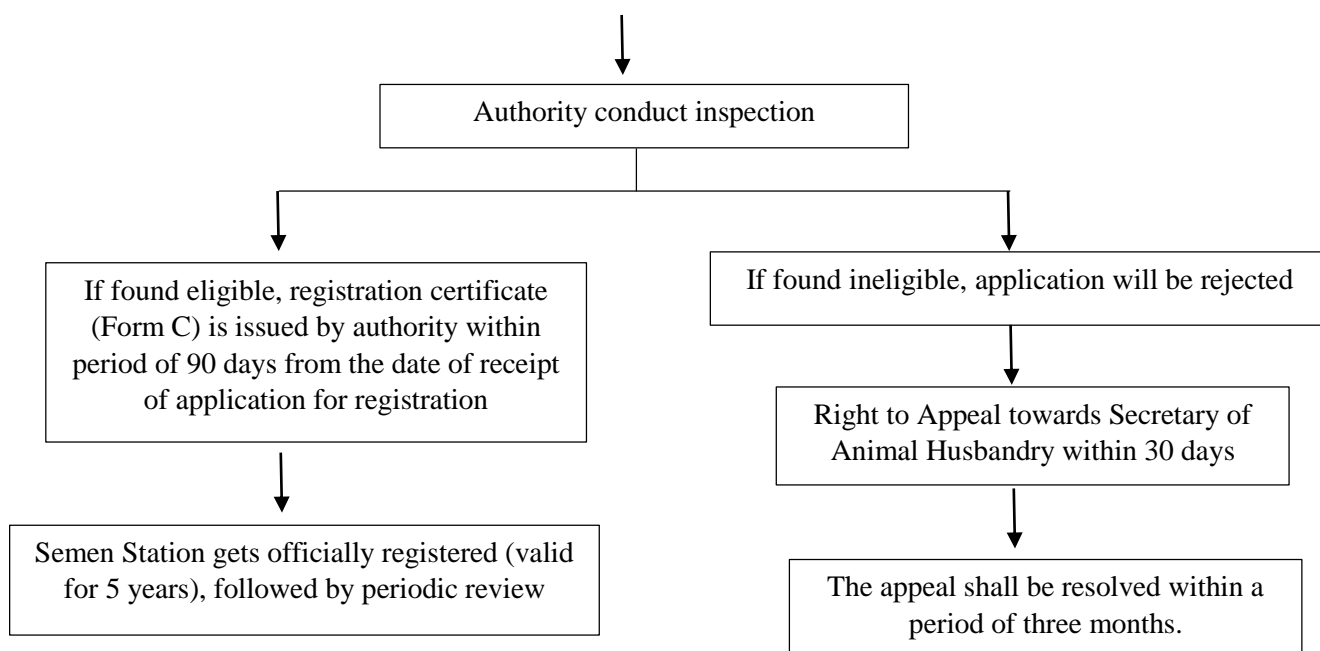 Authority conduct inspection
If found eligible, registration certificate
(Form C) is issued by authority within
period of 90 days from the date of receipt
of application for registration
Semen Station gets officially registered (valid
for 5 years), followed by periodic review
If found ineligible, application will be rejected
Right to Appeal towards Secretary of
Animal Husbandry within 30 days
The appeal shall be resolved within a
period of three months.